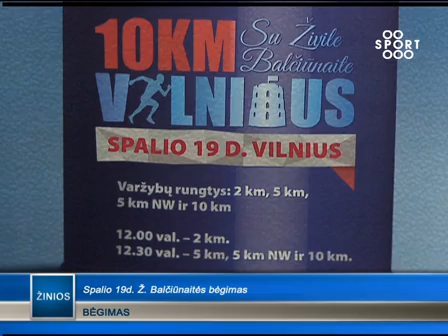 10KM Su Živile
Balčiūnaite
VILNIUS
SPALIO 19 D. VILNIUS
Varžybų rungtys: 2 km, 5 km,
5 km NW ir 10 km
12.00 val. – 2 km.
12.30 val. – 5 km, 5 km NW ir 10 km.
SPORT
ŽINIOS
Spalio 19d. Ž. Balčiūnaitės bėgimas
BĖGIMAS